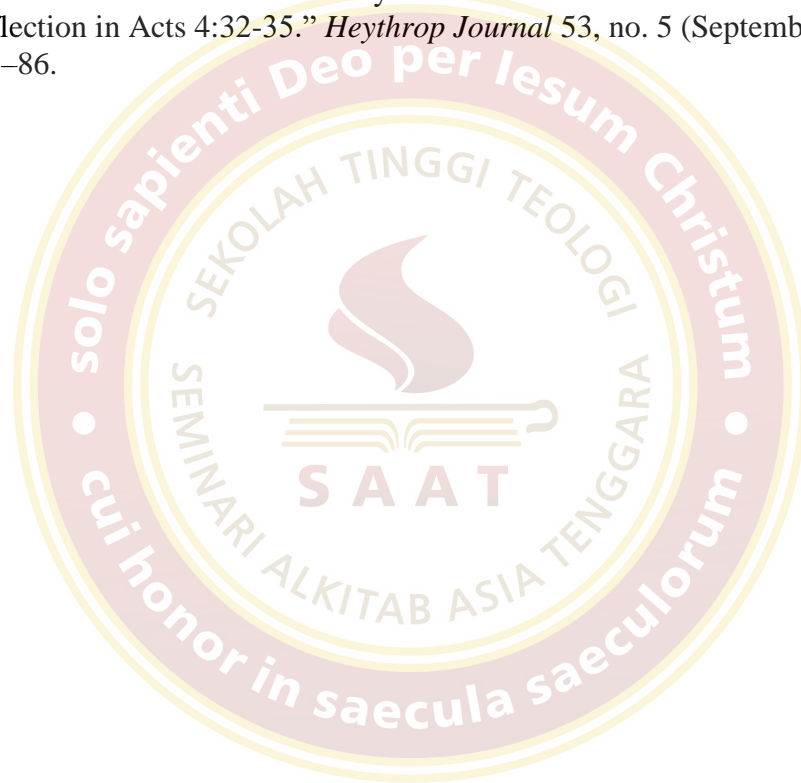 lection in Acts 4:32-35.” Heythrop Journal 53, no. 5 (Septemb
–86.
solo sapienti Deo per Iesum Christum
SEKOLAH TINGGI TEOLOGI
SEMINARI ALKITAB ASIA TENGGARA
SAAT
• cui honor in saecula saeculorum •